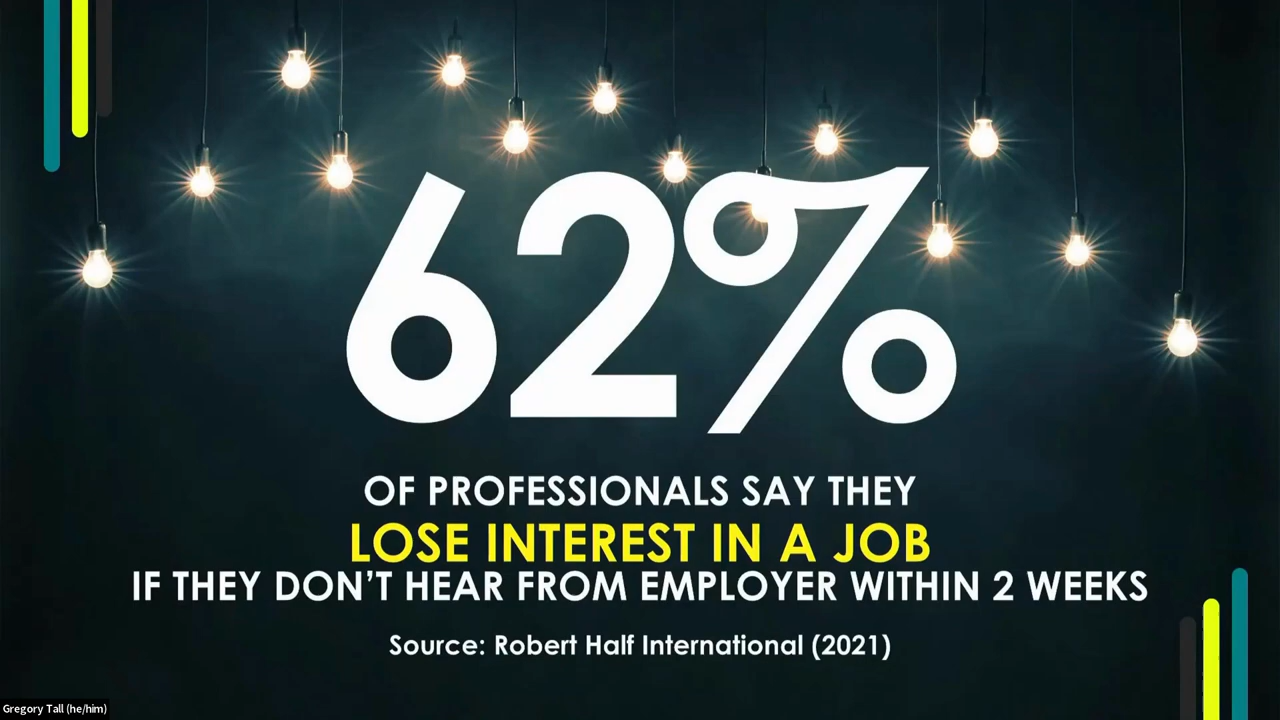 62%
OF PROFESSIONALS SAY THEY
LOSE INTEREST IN A JOB
IF THEY DON'T HEAR FROM EMPLOYER WITHIN 2 WEEKS
Source: Robert Half International (2021)
Gregory Tall (he/him)